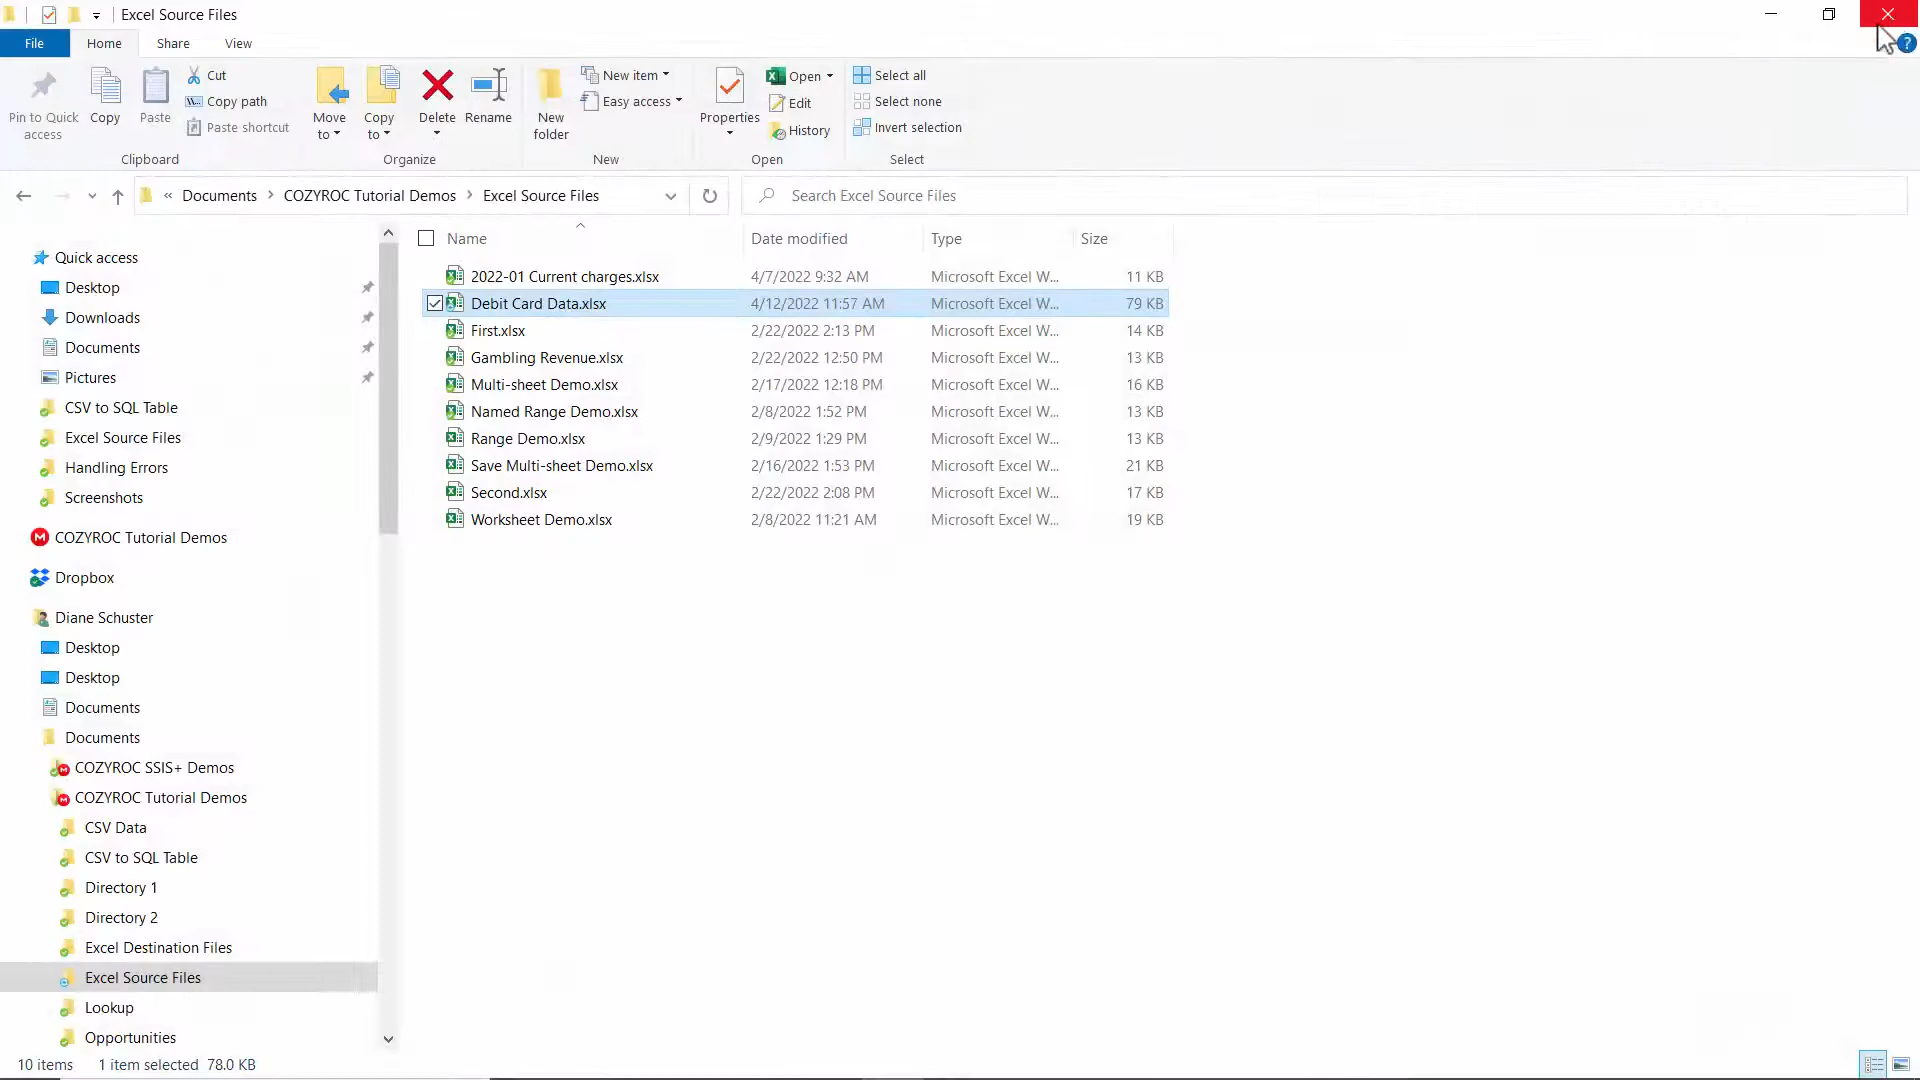 Excel Source Files
File Home Share View
Pin to Quick access
Copy
Paste
Cut
Copy path
Paste shortcut
Clipboard
Move to
Copy to
Delete
Rename
Organize
New folder
New item
Easy access
New
Properties
Open
Edit
History
Open
Select all
Select none
Invert selection
Select
« Documents > COZYROC Tutorial Demos > Excel Source Files
Search Excel Source Files
Quick access
Desktop
Downloads
Documents
Pictures
CSV to SQL Table
Excel Source Files
Handling Errors
Screenshots
COZYROC Tutorial Demos
Dropbox
Diane Schuster
Desktop
Desktop
Documents
Documents
COZYROC SSIS+ Demos
COZYROC Tutorial Demos
CSV Data
CSV to SQL Table
Directory 1
Directory 2
Excel Destination Files
Excel Source Files
Lookup
Opportunities
Name Date modified Type Size
2022-01 Current charges.xlsx 4/7/2022 9:32 AM Microsoft Excel W... 11 KB
Debit Card Data.xlsx 4/12/2022 11:57 AM Microsoft Excel W... 79 KB
First.xlsx 2/22/2022 2:13 PM Microsoft Excel W... 14 KB
Gambling Revenue.xlsx 2/22/2022 12:50 PM Microsoft Excel W... 13 KB
Multi-sheet Demo.xlsx 2/17/2022 12:18 PM Microsoft Excel W... 16 KB
Named Range Demo.xlsx 2/8/2022 1:52 PM Microsoft Excel W... 13 KB
Range Demo.xlsx 2/9/2022 1:29 PM Microsoft Excel W... 13 KB
Save Multi-sheet Demo.xlsx 2/16/2022 1:53 PM Microsoft Excel W... 21 KB
Second.xlsx 2/22/2022 2:08 PM Microsoft Excel W... 17 KB
Worksheet Demo.xlsx 2/8/2022 11:21 AM Microsoft Excel W... 19 KB
10 items 1 item selected 78.0 KB